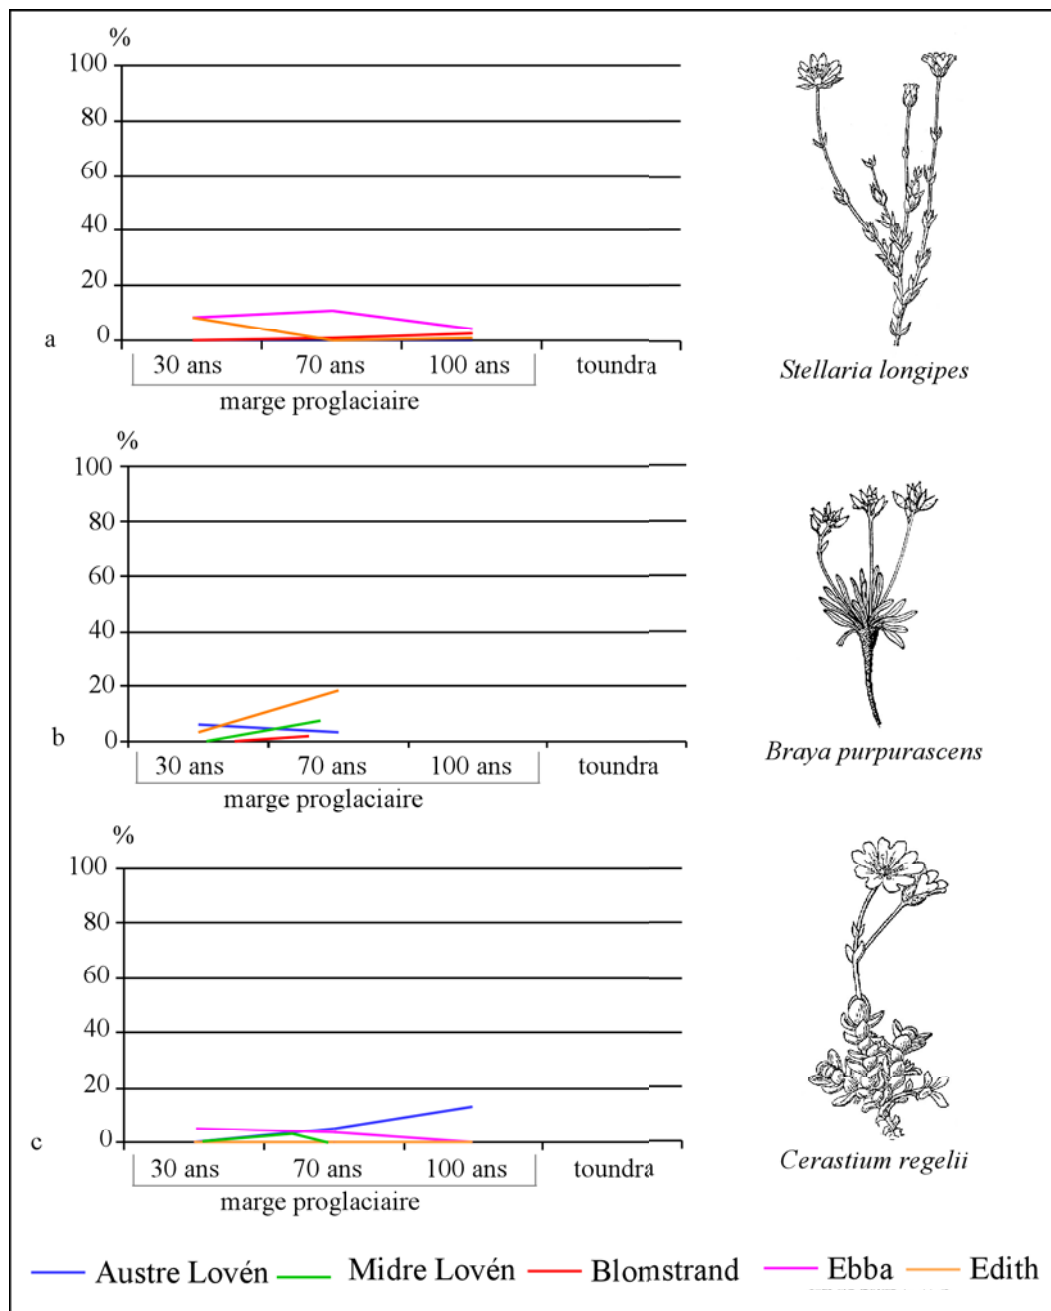 %
100
80
60
40
20
0
a
30 ans 70 ans 100 ans toundra
marge proglaciaire
Stellaria longipes
%
100
80
60
40
20
0
b
30 ans 70 ans 100 ans toundra
marge proglaciaire
Braya purpurascens
%
100
80
60
40
20
0
c
30 ans 70 ans 100 ans toundra
marge proglaciaire
Cerastium regelii
Austre Lovén Midre Lovén Blomstrand Ebba Edith